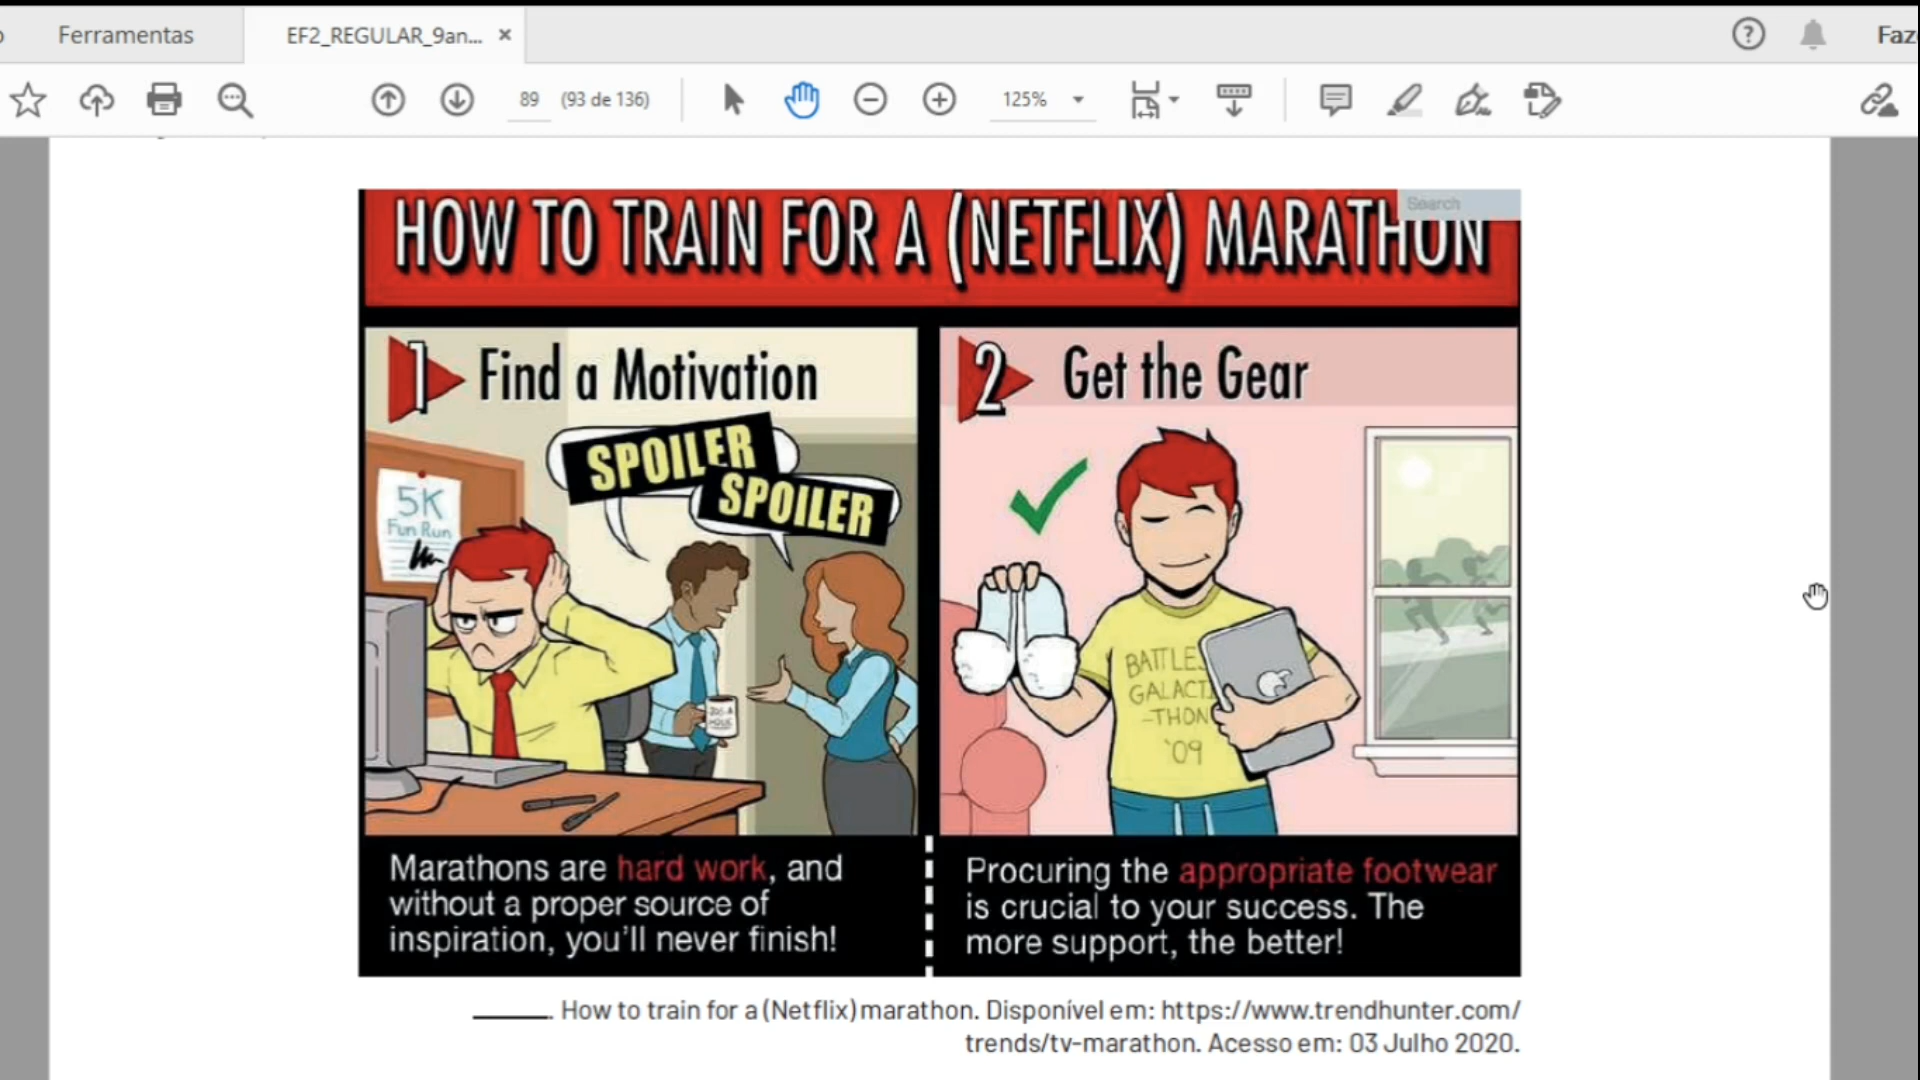 Ferramentas
EF2_REGULAR_9an...
Faz
89 (93 de 136)
125%
Search
HOW TO TRAIN FOR A (NETFLIX) MARATHON
1 Find a Motivation
SPOILER
SPOILER
5K
Fun Run
2 Get the Gear
BATTLES
GALACTI
-THON
'09
Marathons are hard work, and
without a proper source of
inspiration, you'll never finish!
Procuring the appropriate footwear
is crucial to your success. The
more support, the better!
______. How to train for a (Netflix) marathon. Disponível em: https://www.trendhunter.com/
trends/tv-marathon. Acesso em: 03 Julho 2020.